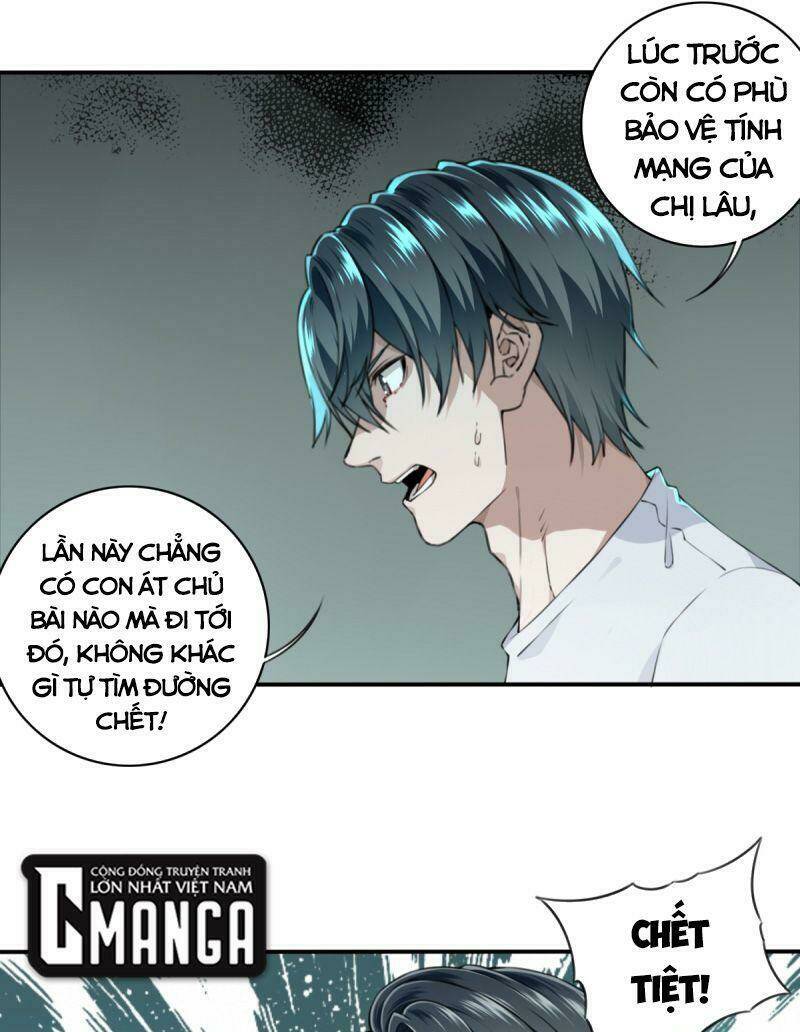 LÚC TRƯỚC
CÒN CÓ PHÙ
BẢO VỆ TÍNH
MẠNG CỦA
CHỊ LÂU,
LẦN NÀY CHẲNG
CÓ CON ÁT CHỦ
BÀI NÀO MÀ ĐI TỚI
ĐÓ, KHÔNG KHÁC
GÌ TỰ TÌM ĐƯỜNG
CHẾT!
CỘNG ĐỒNG TRUYỆN TRANH
LỚN NHẤT VIỆT NAM
CMANGA
CHẾT
TIỆT!